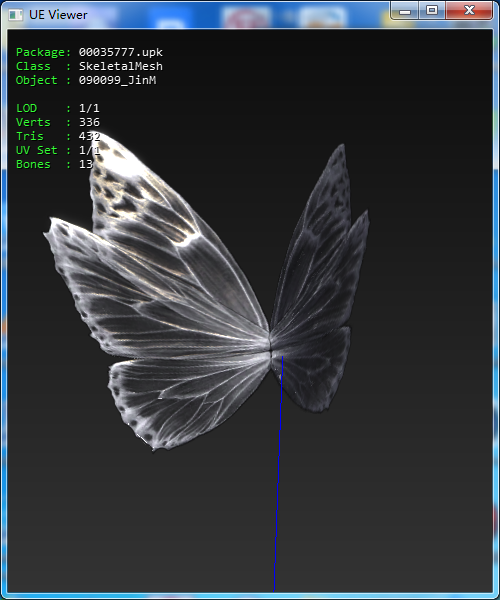 UE Viewer
Package: 00035777.upk
Class : SkeletalMesh
Object : 090099_JinM
LOD : 1/1
Verts : 336
Tris : 432
UV Set : 1/1
Bones : 13